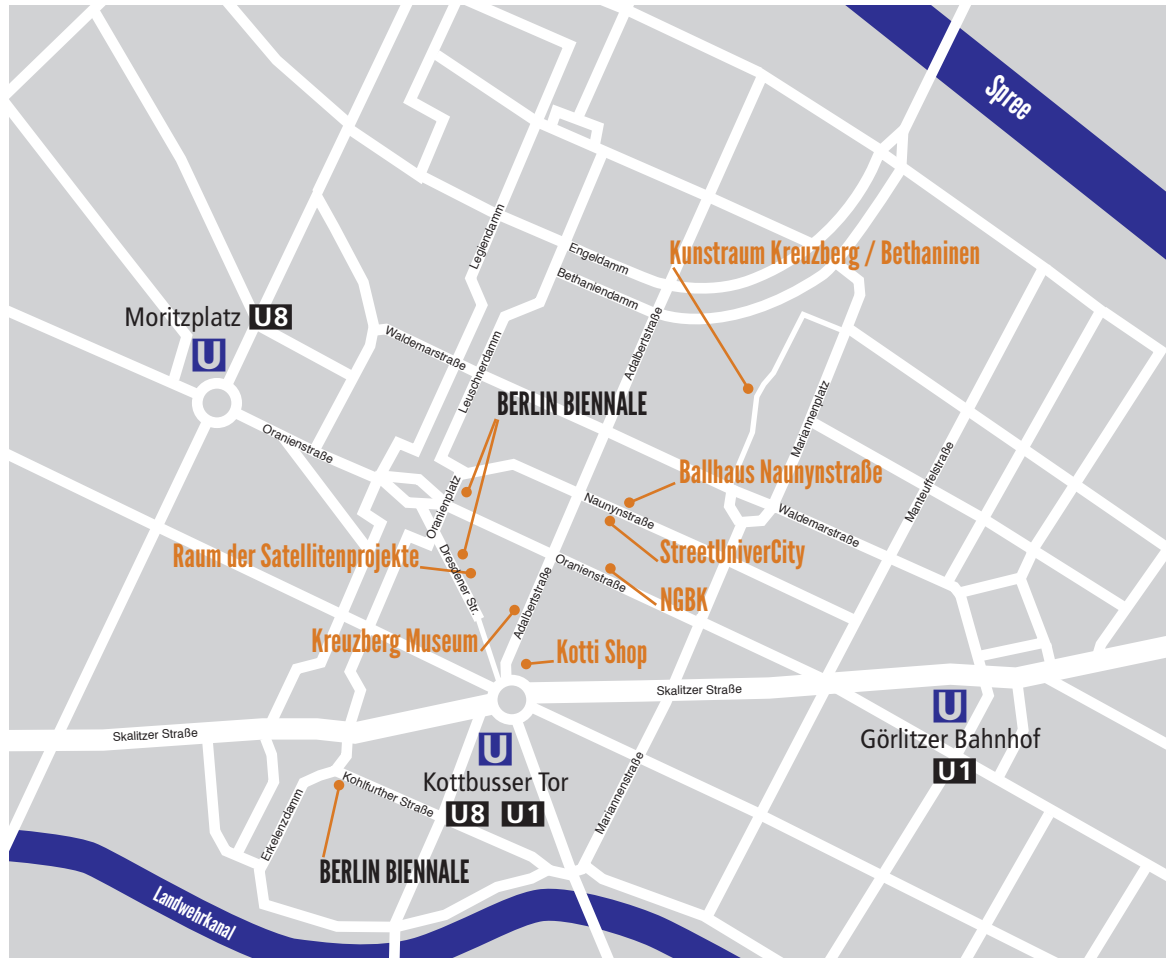 Spree
Legiendamm
Engeldamm
Kunstraum Kreuzberg / Bethaninen
Bethaniendamm
Moritzplatz U8
U
Waldemarstraße
Leuschnerdamm
Adalbertstraße
BERLIN BIENNALE
Mariannenplatz
Oranienstraße
Ballhaus Naunynstraße
Manteuffelstraße
Oranienplatz
Naunynstraße
Waldemarstraße
StreetUniverCity
Raum der Satellitenprojekte
Dresdener Str.
Oranienstraße
NGBK
Adalbertstraße
Kreuzberg Museum
Kotti Shop
Skalitzer Straße
U
Görlitzer Bahnhof
U1
Skalitzer Straße
U
Kottbusser Tor
U8 U1
Kohlfurther Straße
Mariannenstraße
Erkelenzdamm
BERLIN BIENNALE
Landwehrkanal